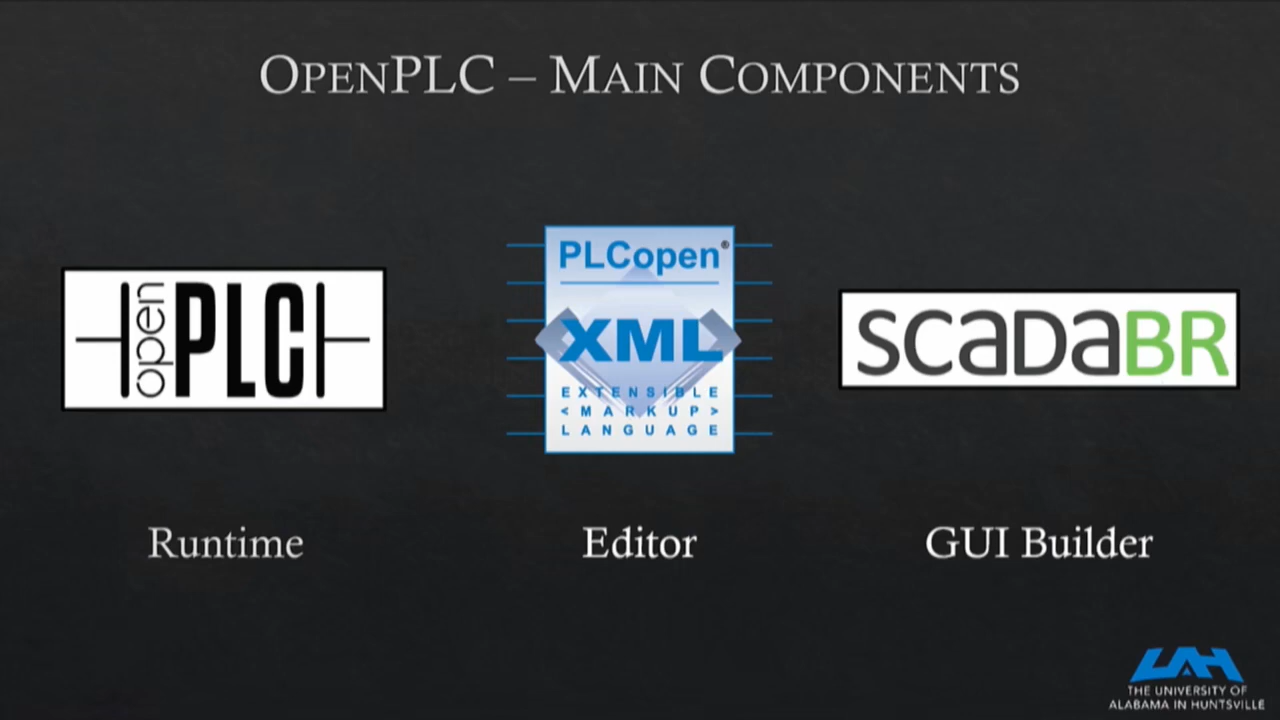 OPENPLC – MAIN COMPONENTS
open PLC
PLCopen®
XML
EXTENSIBLE
<MARKUP>
LANGUAGE
SCADABR
Runtime
Editor
GUI Builder
UAH
THE UNIVERSITY OF
ALABAMA IN HUNTSVILLE